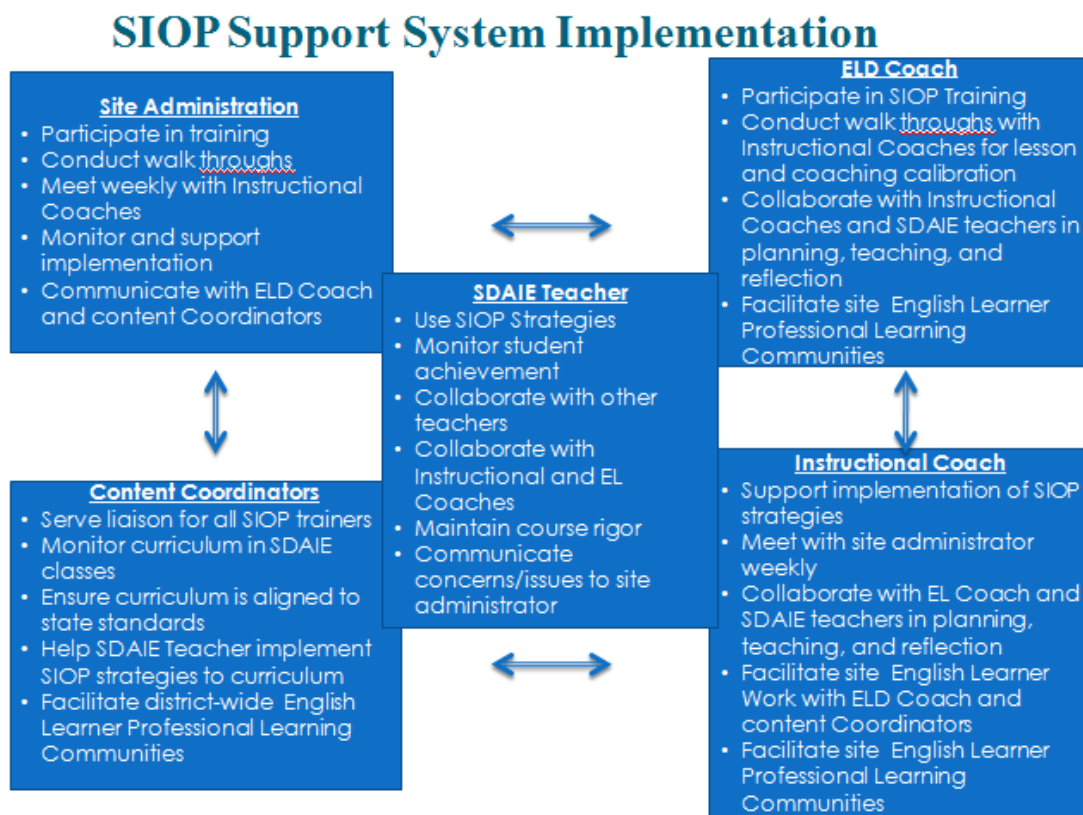 SIOP Support System Implementation
Site Administration
• Participate in training
• Conduct walk throughs
• Meet weekly with Instructional
Coaches
• Monitor and support
implementation
• Communicate with ELD Coach
and content Coordinators
ELD Coach
• Participate in SIOP Training
• Conduct walk throughs with
Instructional Coaches for lesson
and coaching calibration
• Collaborate with Instructional
Coaches and SDAIE teachers in
planning, teaching, and
reflection
• Facilitate site English Learner
Professional Learning
Communities
SDAIE Teacher
• Use SIOP Strategies
• Monitor student
achievement
• Collaborate with other
teachers
• Collaborate with
Instructional and EL
Coaches
• Maintain course rigor
• Communicate
concerns/issues to site
administrator
Content Coordinators
• Serve liaison for all SIOP trainers
• Monitor curriculum in SDAIE
classes
• Ensure curriculum is aligned to
state standards
• Help SDAIE Teacher implement
SIOP strategies to curriculum
• Facilitate district-wide English
Learner Professional Learning
Communities
Instructional Coach
• Support implementation of SIOP
strategies
• Meet with site administrator
weekly
• Collaborate with EL Coach and
SDAIE teachers in planning,
teaching, and reflection
• Facilitate site English Learner
Work with ELD Coach and
content Coordinators
• Facilitate site English Learner
Professional Learning
Communities